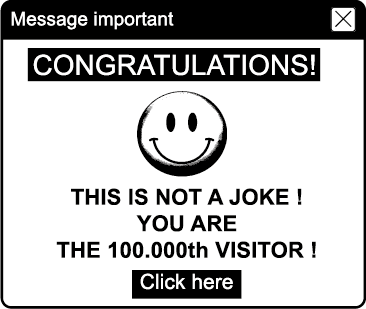 Message important
CONGRATULATIONS!
THIS IS NOT A JOKE !
YOU ARE
THE 100.000th VISITOR !
Click here